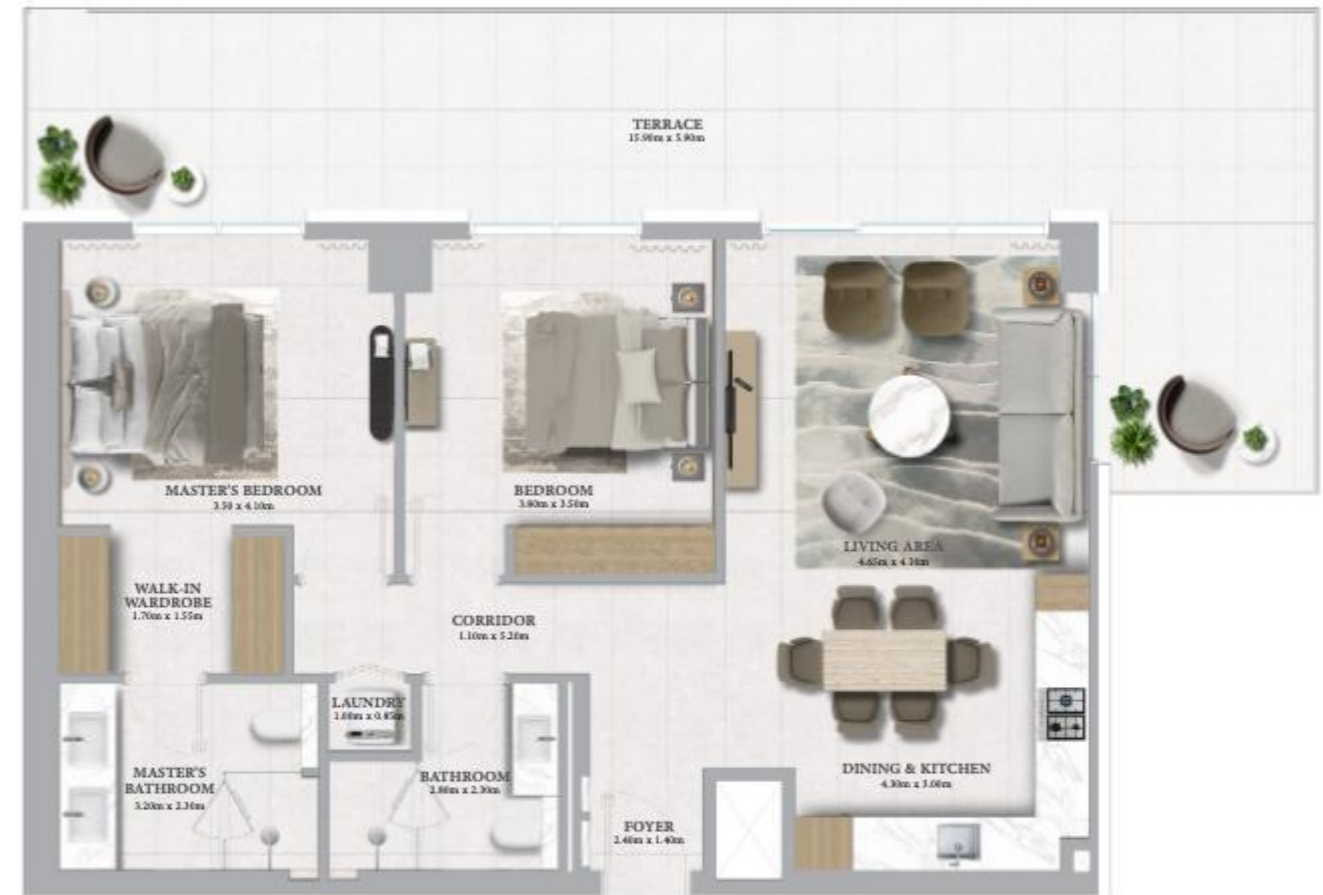 TERRACE
15.90m x 5.80m
MASTER'S BEDROOM
3.50 x 4.10m
BEDROOM
3.80m x 3.50m
LIVING AREA
4.65m x 4.30m
WALK-IN
WARDROBE
1.70m x 1.55m
CORRIDOR
1.10m x 5.20m
LAUNDRY
1.00m x 0.85m
MASTER'S
BATHROOM
3.20m x 2.30m
BATHROOM
2.80m x 2.30m
DINING & KITCHEN
4.30m x 3.00m
FOYER
2.40m x 1.40m